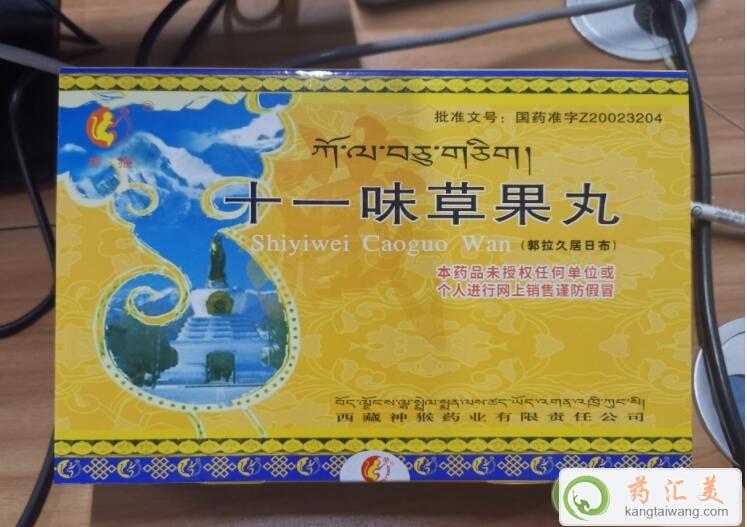 批准文号：国药准字Z20023204
神猴
®
ཀོ་ལ་བཅུ་གཅིག།
十一味草果丸
Shiyiwei Caoguo Wan（郭拉久居日布）
本药品未授权任何单位或
个人进行网上销售谨防假冒
西藏神猴药业有限责任公司
药汇美
kangtaiwang.com